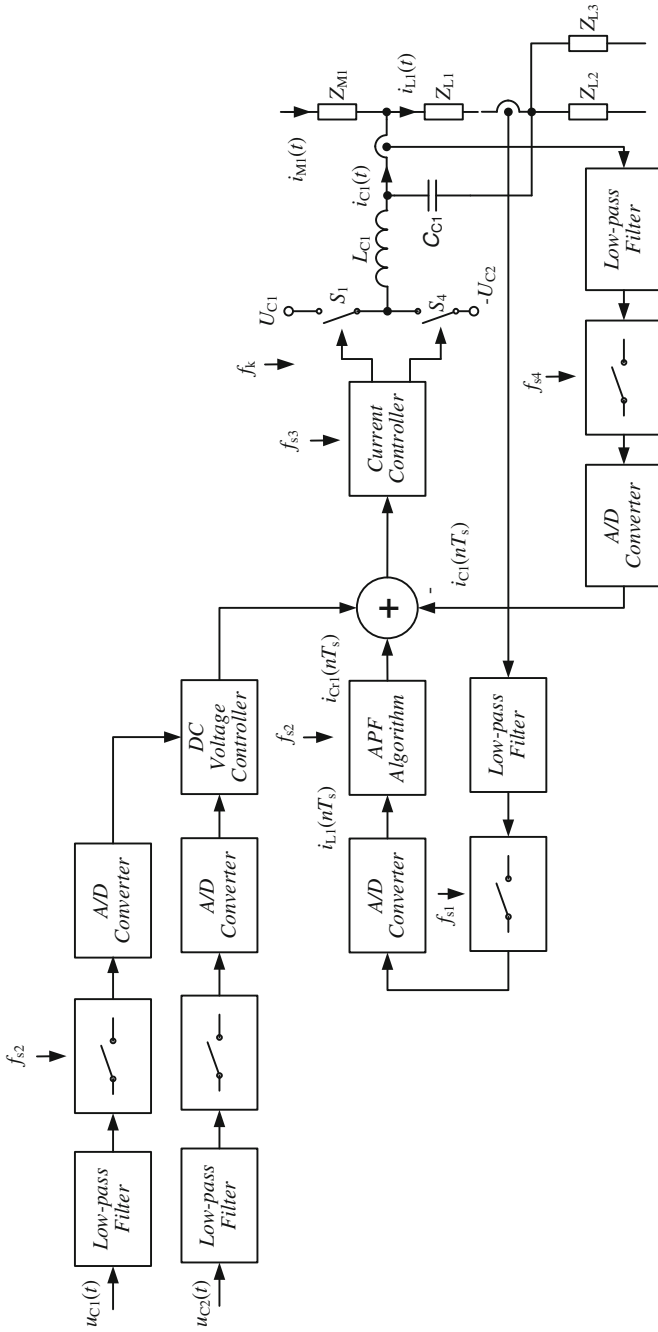 u_C1(t)
Low-pass
Filter
f_s2
A/D
Converter
u_C2(t)
Low-pass
Filter
A/D
Converter
DC
Voltage
Controller
i_L1(nT_s)
A/D
Converter
f_s2
APF
Algorithm
i_Cr1(nT_s)
f_s1
Low-pass
Filter
+
-
i_C1(nT_s)
f_s3
Current
Controller
f_k
U_C1
S_1
S_4
-U_C2
L_C1
C_C1
i_C1(t)
i_M1(t)
Z_M1
i_L1(t)
Z_L1
Z_L2
Z_L3
Low-pass
Filter
f_s4
A/D
Converter